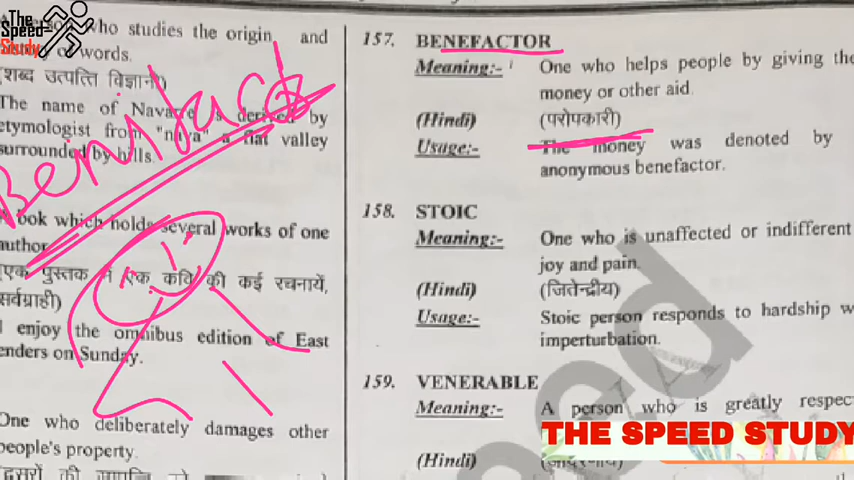 The
Speed
Study
who studies the origin and
of words.
(शब्द उत्पत्ति विज्ञानी)
The name of Navarre is derived by
etymologist from "nava" a flat valley
surrounded by hills.
book which holds several works of one
author
एक पुस्तक में एक कवि की कई रचनायें,
सर्वग्राही)
I enjoy the omnibus edition of East
enders on Sunday.
One who deliberately damages other
people's property.
157. BENEFACTOR
Meaning:- One who helps people by giving the
money or other aid.
(Hindi) (परोपकारी)
Usage:- The money was denoted by
anonymous benefactor.
158. STOIC
Meaning:- One who is unaffected or indifferent
joy and pain.
(Hindi) (जितेन्द्रीय)
Usage:- Stoic person responds to hardship w
imperturbation.
159. VENERABLE
Meaning:- A person who is greatly respec
(Hindi)
THE SPEED STUDY
eed